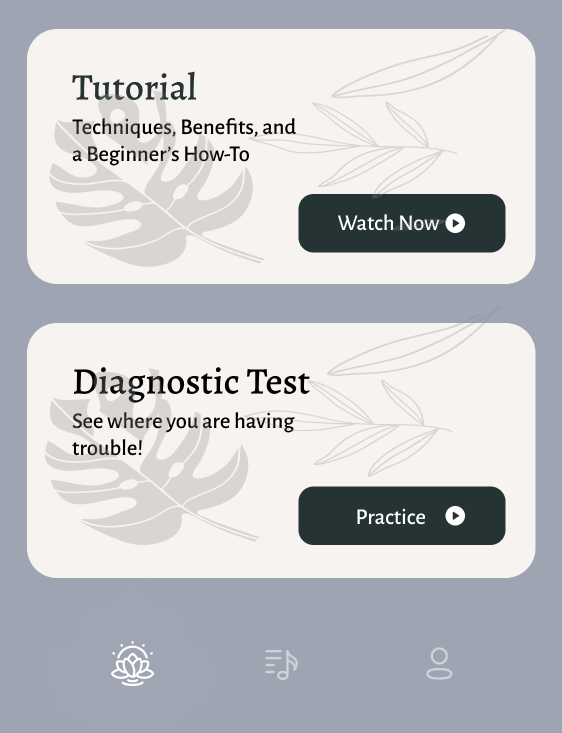 Tutorial
Techniques, Benefits, and
a Beginner's How-To
Watch Now
Diagnostic Test
See where you are having
trouble!
Practice